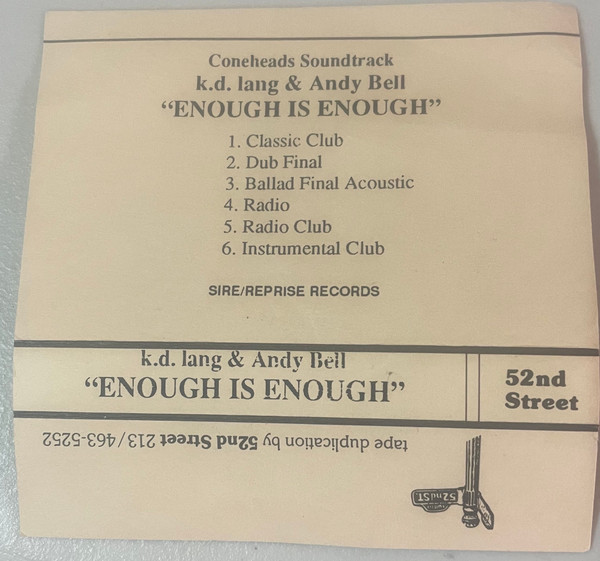 Coneheads Soundtrack
k.d. lang & Andy Bell
“ENOUGH IS ENOUGH”
1. Classic Club
2. Dub Final
3. Ballad Final Acoustic
4. Radio
5. Radio Club
6. Instrumental Club
SIRE/REPRISE RECORDS
k.d. lang & Andy Bell
“ENOUGH IS ENOUGH”
52nd
Street
tape duplication by 52nd Street 213/463-5252
52nd ST